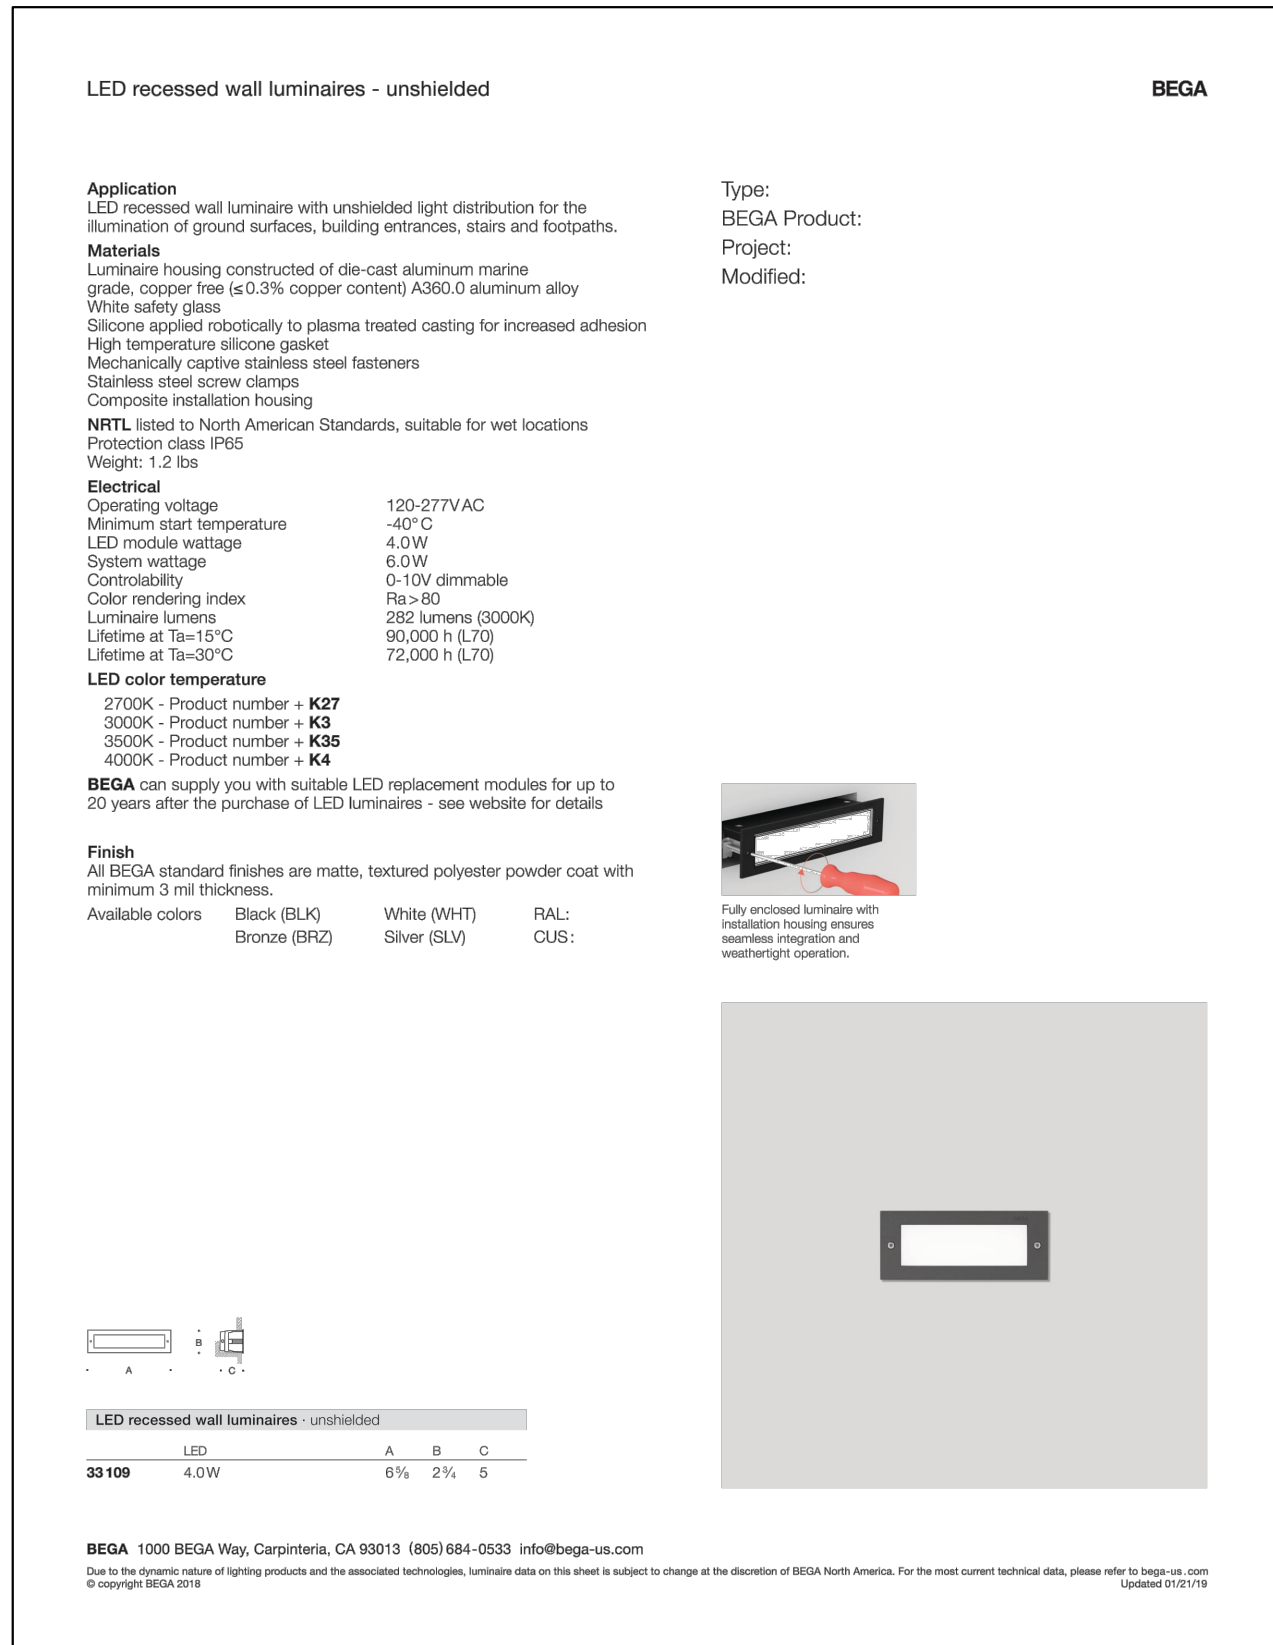 LED recessed wall luminaires - unshielded
BEGA
Application
LED recessed wall luminaire with unshielded light distribution for the
illumination of ground surfaces, building entrances, stairs and footpaths.
Materials
Luminaire housing constructed of die-cast aluminum marine
grade, copper free (≤0.3% copper content) A360.0 aluminum alloy
White safety glass
Silicone applied robotically to plasma treated casting for increased adhesion
High temperature silicone gasket
Mechanically captive stainless steel fasteners
Stainless steel screw clamps
Composite installation housing
NRTL listed to North American Standards, suitable for wet locations
Protection class IP65
Weight: 1.2 lbs
Electrical
Operating voltage 120-277V AC
Minimum start temperature -40° C
LED module wattage 4.0 W
System wattage 6.0 W
Controlability 0-10V dimmable
Color rendering index Ra > 80
Luminaire lumens 282 lumens (3000K)
Lifetime at Ta=15°C 90,000 h (L70)
Lifetime at Ta=30°C 72,000 h (L70)
LED color temperature
2700K - Product number + K27
3000K - Product number + K3
3500K - Product number + K35
4000K - Product number + K4
BEGA can supply you with suitable LED replacement modules for up to
20 years after the purchase of LED luminaires - see website for details
Finish
All BEGA standard finishes are matte, textured polyester powder coat with
minimum 3 mil thickness.
Available colors Black (BLK) White (WHT) RAL:
Bronze (BRZ) Silver (SLV) CUS:
Type:
BEGA Product:
Project:
Modified:
Fully enclosed luminaire with
installation housing ensures
seamless integration and
weathertight operation.
B
A C
LED recessed wall luminaires · unshielded
LED A B C
33 109 4.0 W 6 5/8 2 3/4 5
BEGA 1000 BEGA Way, Carpinteria, CA 93013 (805) 684-0533 info@bega-us.com
Due to the dynamic nature of lighting products and the associated technologies, luminaire data on this sheet is subject to change at the discretion of BEGA North America. For the most current technical data, please refer to bega-us.com
© copyright BEGA 2018 Updated 01/21/19